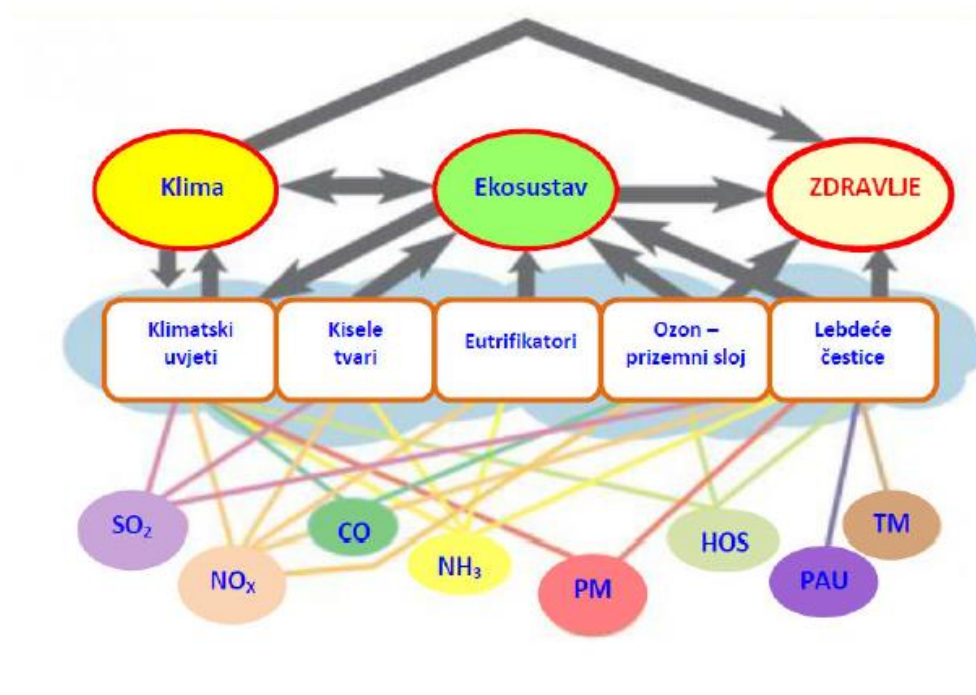 Klima
Ekosustav
ZDRAVLJE
Klimatski
uvjeti
Kisele
tvari
Eutrifikatori
Ozon –
prizemni sloj
Lebdeće
čestice
SO₂
NOₓ
CO
NH₃
PM
HOS
PAU
TM